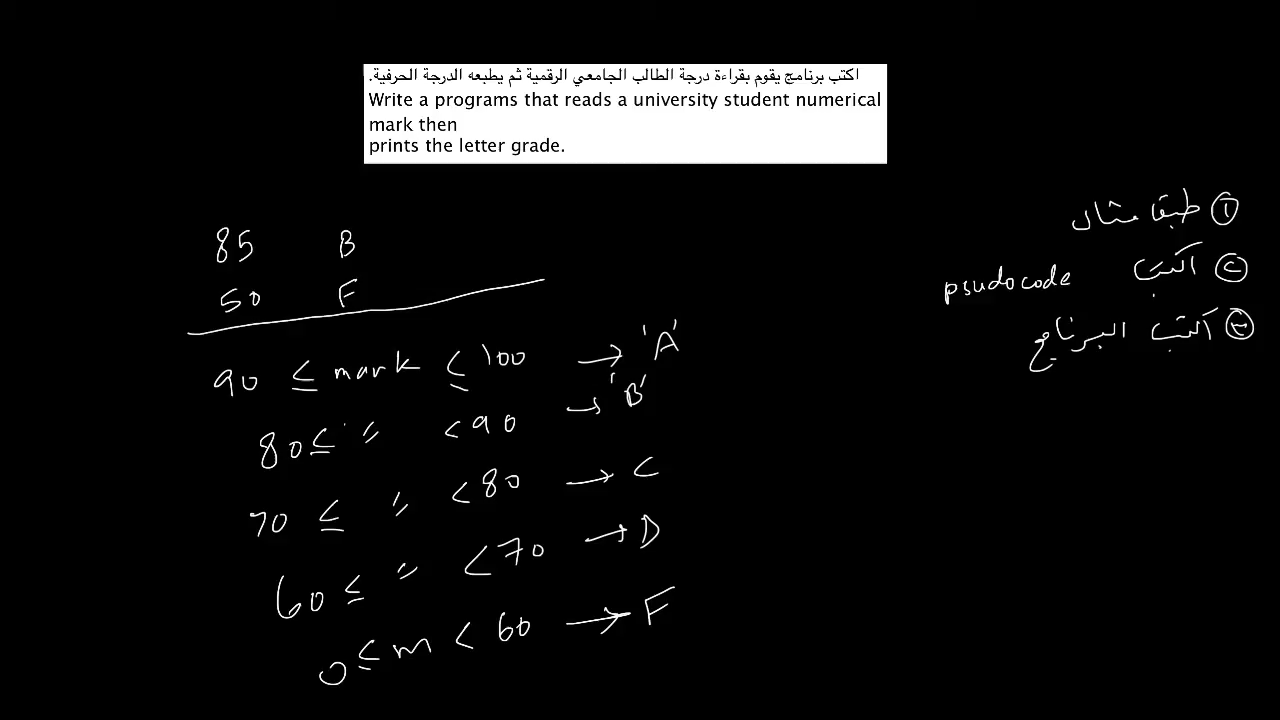 اكتب برنامج يقوم بقراءة درجة الطالب الجامعي الرقمية ثم يطبعه الدرجة الحرفية.
Write a programs that reads a university student numerical
mark then
prints the letter grade.
85 B
50 F
90 ≤ mark ≤ 100 → 'A'
80 ≤ " < 90 → 'B'
70 ≤ " < 80 → C
60 ≤ " < 70 → D
0 ≤ m < 60 → F
① طبق مثال
② اكتب psudocode
③ اكتب البرنامج